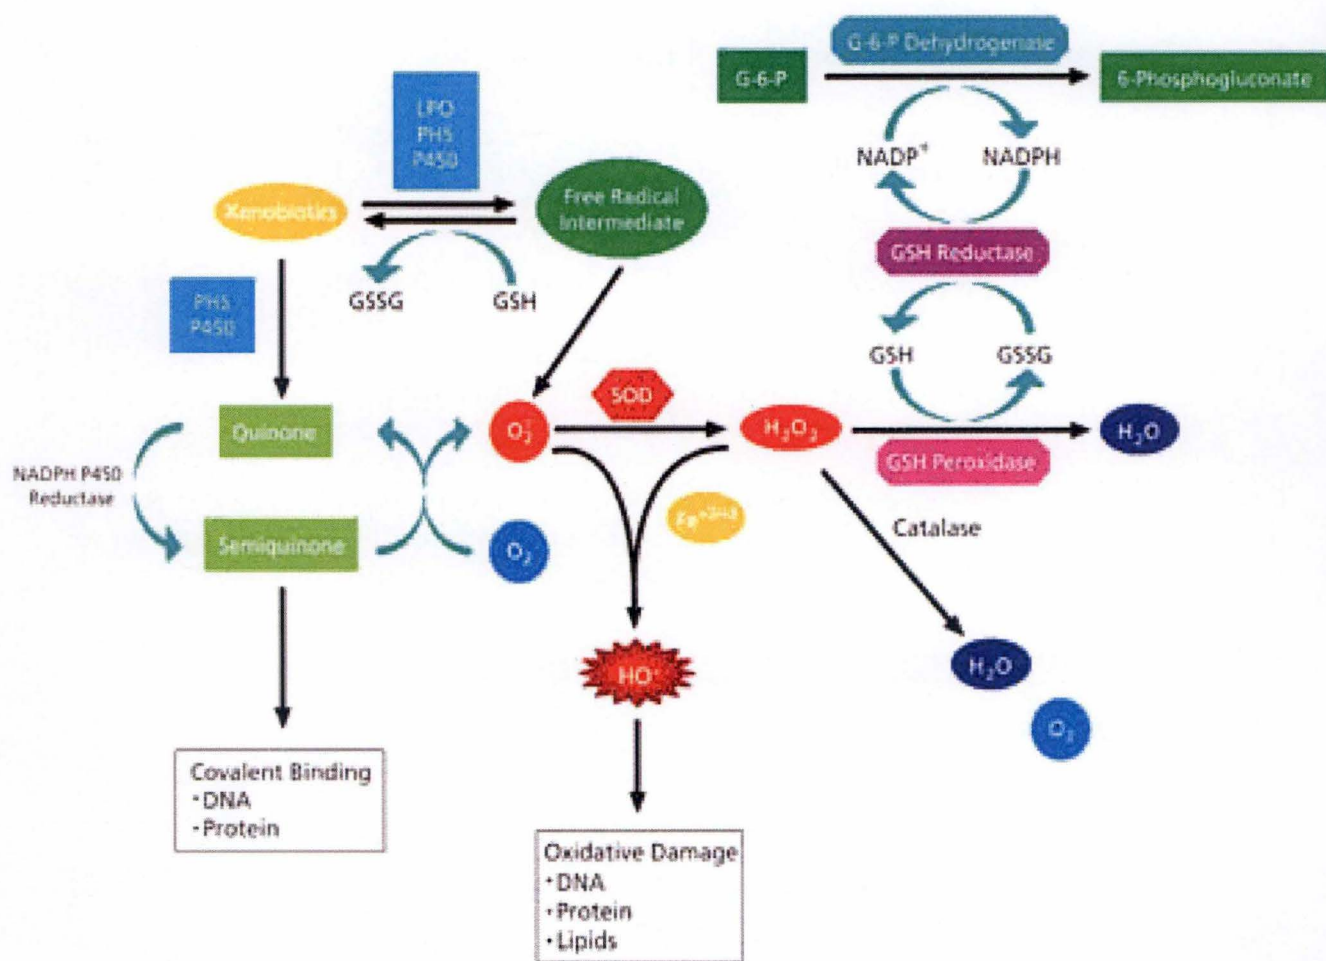 G-6-P Dehydrogenase
G-6-P
6-Phosphogluconate
LPO
PHS
P450
NADP⁺
NADPH
Xenobiotics
Free Radical
Intermediate
GSH Reductase
GSSG
GSH
PHS
P450
GSH
GSSG
SOD
O₂⁻
H₂O₂
H₂O
Quinone
GSH Peroxidase
NADPH P450
Reductase
Catalase
Semiquinone
O₂
H₂O
HO•
O₂
Covalent Binding
•DNA
•Protein
Oxidative Damage
•DNA
•Protein
•Lipids